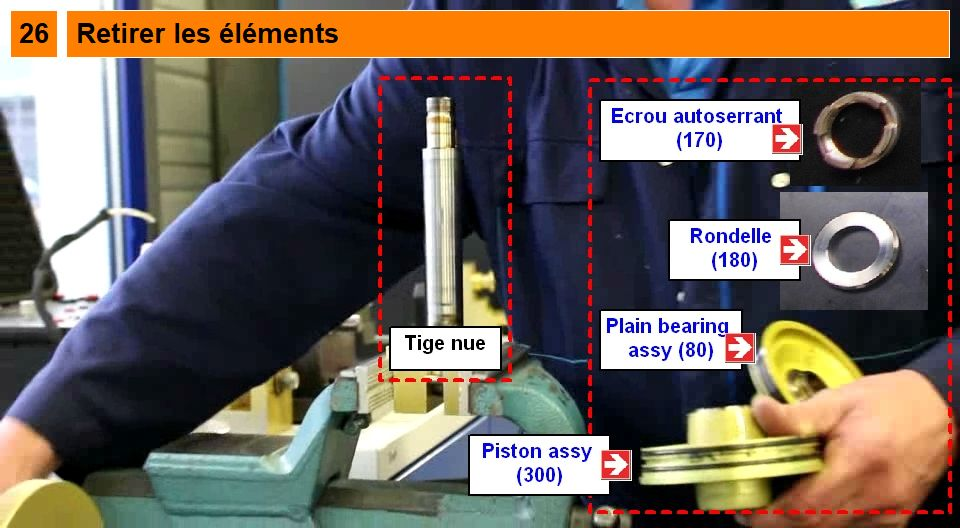 26 Retirer les éléments
Ecrou autoserrant
(170)
Rondelle
(180)
Plain bearing
assy (80)
Tige nue
Piston assy
(300)